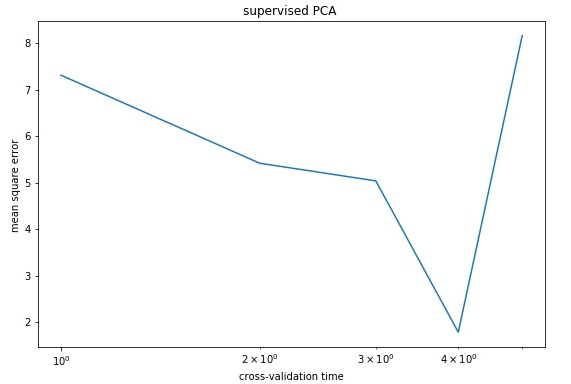 supervised PCA
mean square error
8
7
6
5
4
3
2
10⁰
2 × 10⁰
3 × 10⁰
4 × 10⁰
cross-validation time